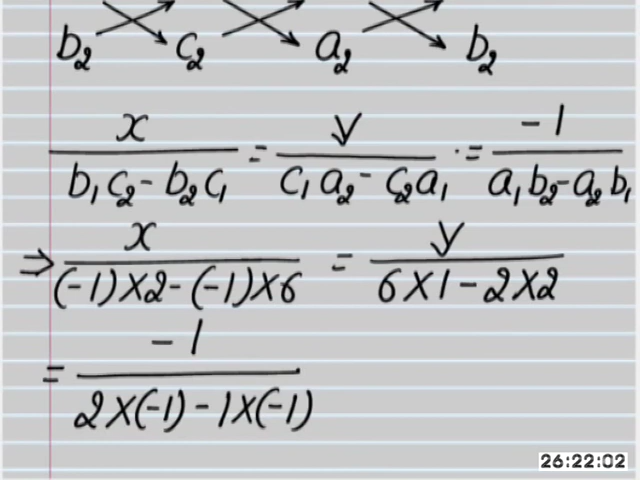 b₂ c₂ a₂ b₂
x/(b₁c₂-b₂c₁) = y/(c₁a₂-c₂a₁) = -1/(a₁b₂-a₂b₁)
⇒ x/((-1)×2-(-1)×6) = y/(6×1-2×2)
= -1/(2×(-1)-1×(-1))
26:22:02